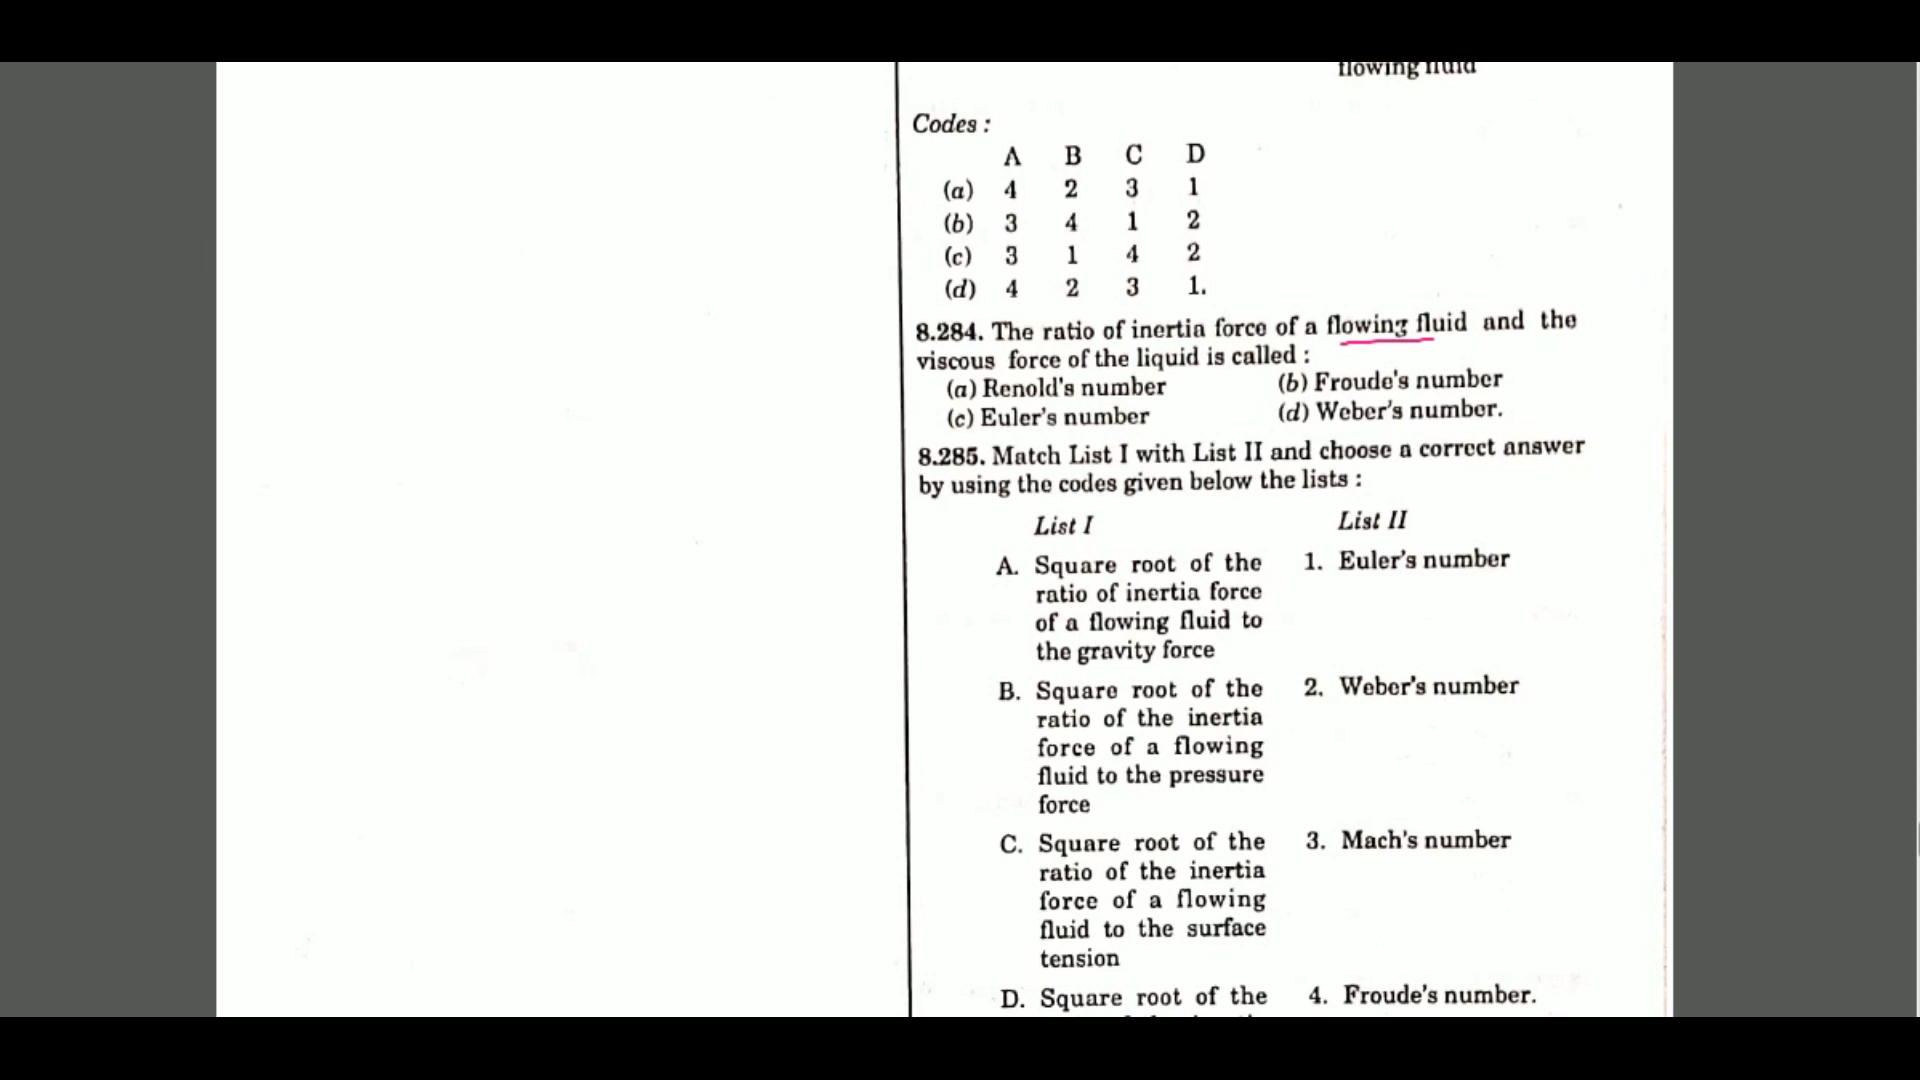 flowing fluid
Codes :
A B C D
(a) 4 2 3 1
(b) 3 4 1 2
(c) 3 1 4 2
(d) 4 2 3 1.
8.284. The ratio of inertia force of a flowing fluid and the
viscous force of the liquid is called :
(a) Renold's number (b) Froude's number
(c) Euler's number (d) Weber's number.
8.285. Match List I with List II and choose a correct answer
by using the codes given below the lists :
List I List II
A. Square root of the 1. Euler's number
ratio of inertia force
of a flowing fluid to
the gravity force
B. Square root of the 2. Weber's number
ratio of the inertia
force of a flowing
fluid to the pressure
force
C. Square root of the 3. Mach's number
ratio of the inertia
force of a flowing
fluid to the surface
tension
D. Square root of the 4. Froude's number.